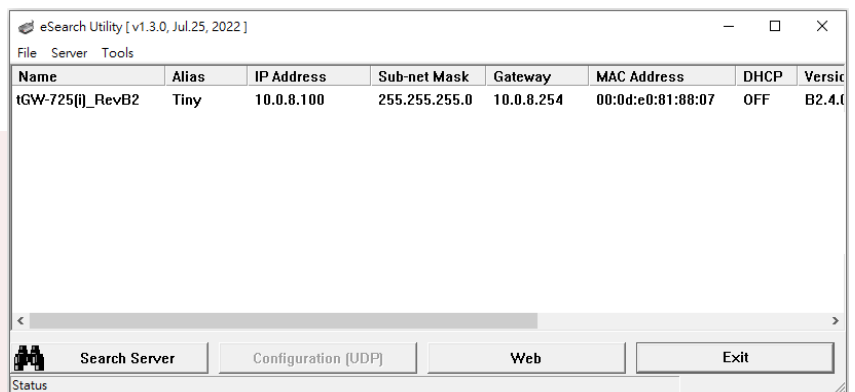 eSearch Utility [ v1.3.0, Jul.25, 2022 ]
File Server Tools
Name Alias IP Address Sub-net Mask Gateway MAC Address DHCP
tGW-725(i)_RevB2 Tiny 10.0.8.100 255.255.255.0 10.0.8.254 00:0d:e0:81:88:07 OFF
Search Server Configuration (UDP) Web Exit
Status